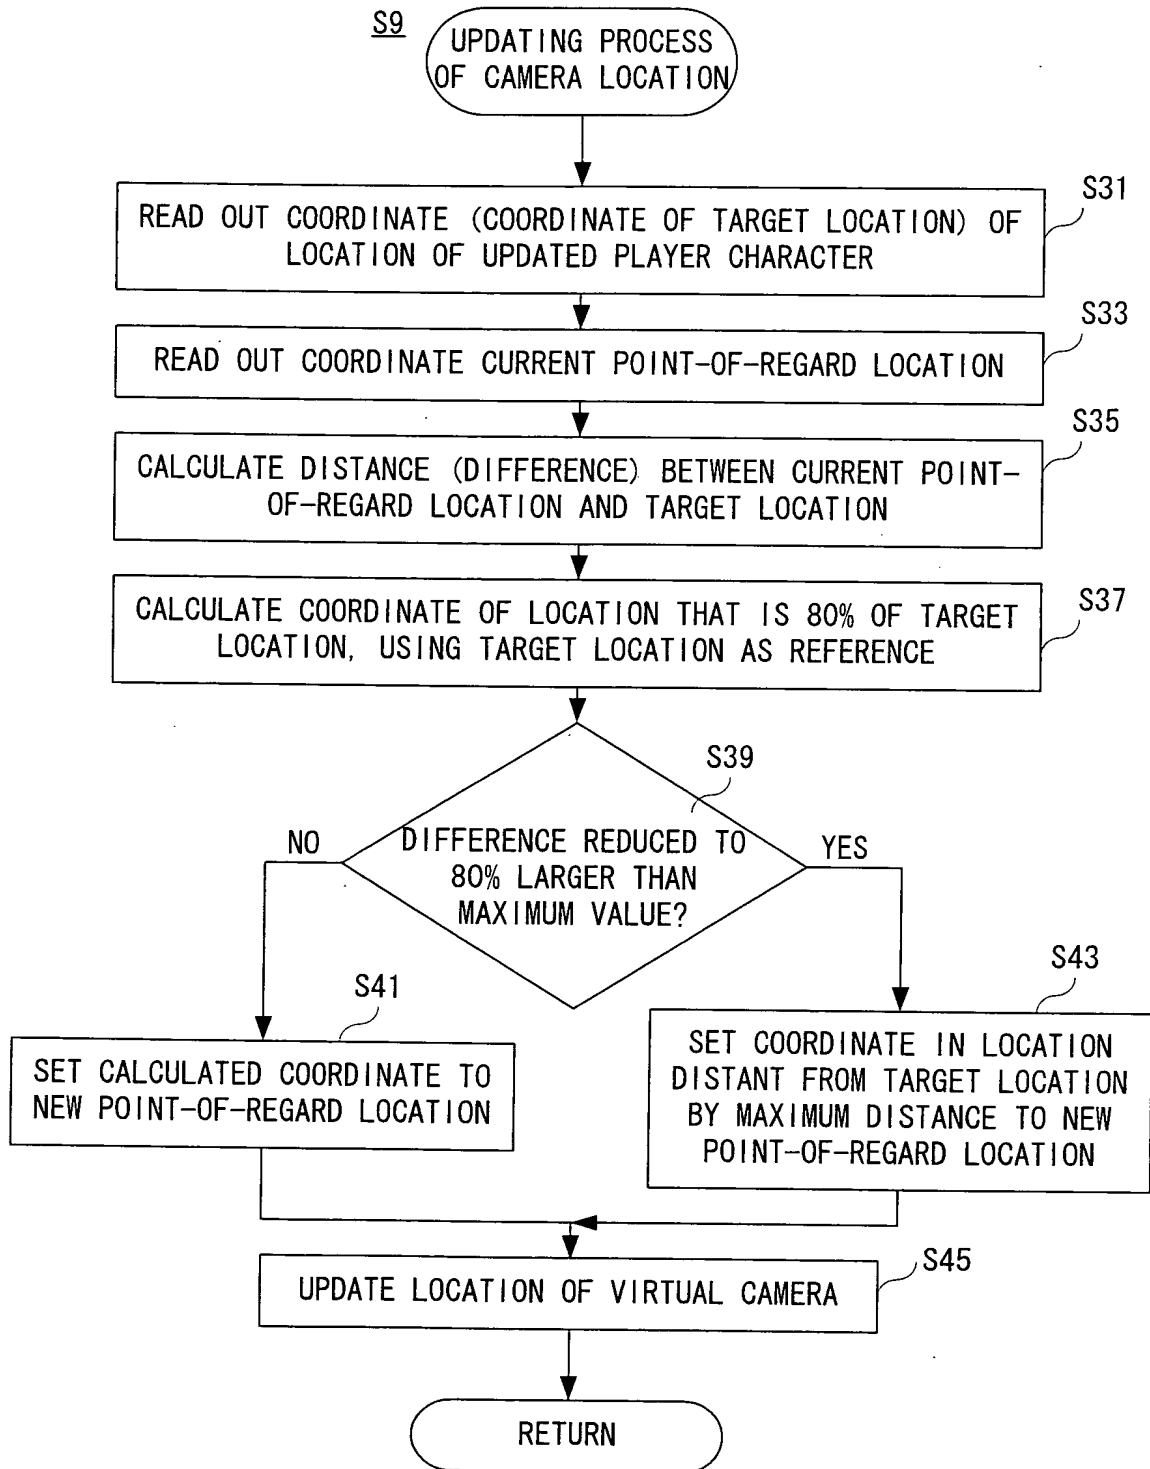 S9
UPDATING PROCESS
OF CAMERA LOCATION
S31
READ OUT COORDINATE (COORDINATE OF TARGET LOCATION) OF
LOCATION OF UPDATED PLAYER CHARACTER
S33
READ OUT COORDINATE CURRENT POINT-OF-REGARD LOCATION
S35
CALCULATE DISTANCE (DIFFERENCE) BETWEEN CURRENT POINT-
OF-REGARD LOCATION AND TARGET LOCATION
S37
CALCULATE COORDINATE OF LOCATION THAT IS 80% OF TARGET
LOCATION, USING TARGET LOCATION AS REFERENCE
S39
DIFFERENCE REDUCED TO
80% LARGER THAN
MAXIMUM VALUE?
NO
YES
S41
SET CALCULATED COORDINATE TO
NEW POINT-OF-REGARD LOCATION
S43
SET COORDINATE IN LOCATION
DISTANT FROM TARGET LOCATION
BY MAXIMUM DISTANCE TO NEW
POINT-OF-REGARD LOCATION
S45
UPDATE LOCATION OF VIRTUAL CAMERA
RETURN